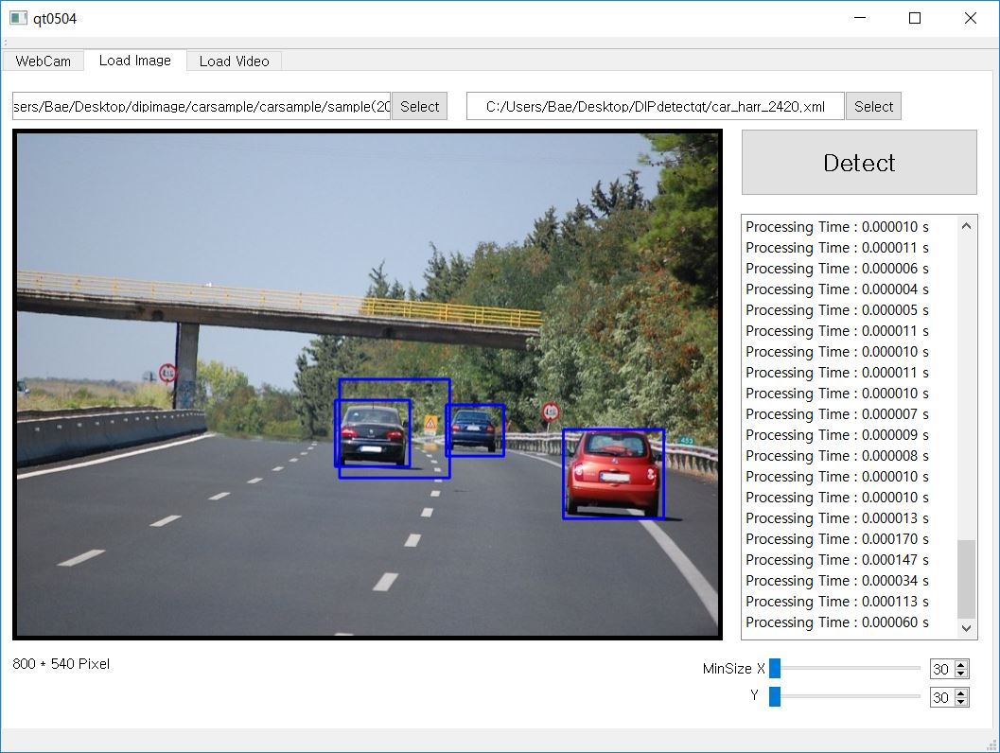 qt0504
WebCam
Load Image
Load Video
sers/Bae/Desktop/dipimage/carsample/carsample/sample(20
Select
C:/Users/Bae/Desktop/DIPdetectqt/car_harr_2420.xml
Select
Detect
Processing Time : 0.000010 s
Processing Time : 0.000011 s
Processing Time : 0.000006 s
Processing Time : 0.000004 s
Processing Time : 0.000005 s
Processing Time : 0.000011 s
Processing Time : 0.000010 s
Processing Time : 0.000011 s
Processing Time : 0.000010 s
Processing Time : 0.000007 s
Processing Time : 0.000009 s
Processing Time : 0.000008 s
Processing Time : 0.000010 s
Processing Time : 0.000010 s
Processing Time : 0.000013 s
Processing Time : 0.000170 s
Processing Time : 0.000147 s
Processing Time : 0.000034 s
Processing Time : 0.000113 s
Processing Time : 0.000060 s
453
800 * 540 Pixel
MinSize X
30
Y
30